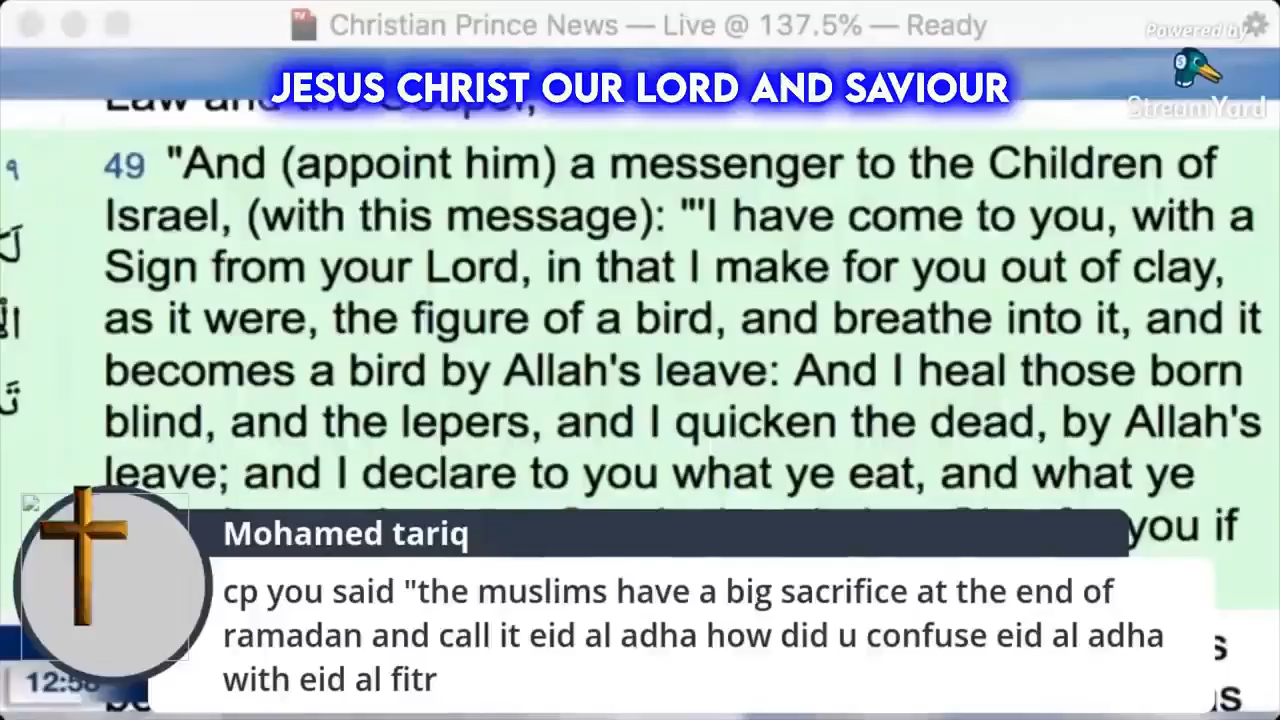 Christian Prince News — Live @ 137.5% — Ready
Powered by
StreamYard
JESUS CHRIST OUR LORD AND SAVIOUR
Law and
49 "And (appoint him) a messenger to the Children of
Israel, (with this message): "'I have come to you, with a
Sign from your Lord, in that I make for you out of clay,
as it were, the figure of a bird, and breathe into it, and it
becomes a bird by Allah's leave: And I heal those born
blind, and the lepers, and I quicken the dead, by Allah's
leave; and I declare to you what ye eat, and what ye
you if
Mohamed tariq
cp you said "the muslims have a big sacrifice at the end of
ramadan and call it eid al adha how did u confuse eid al adha
with eid al fitr